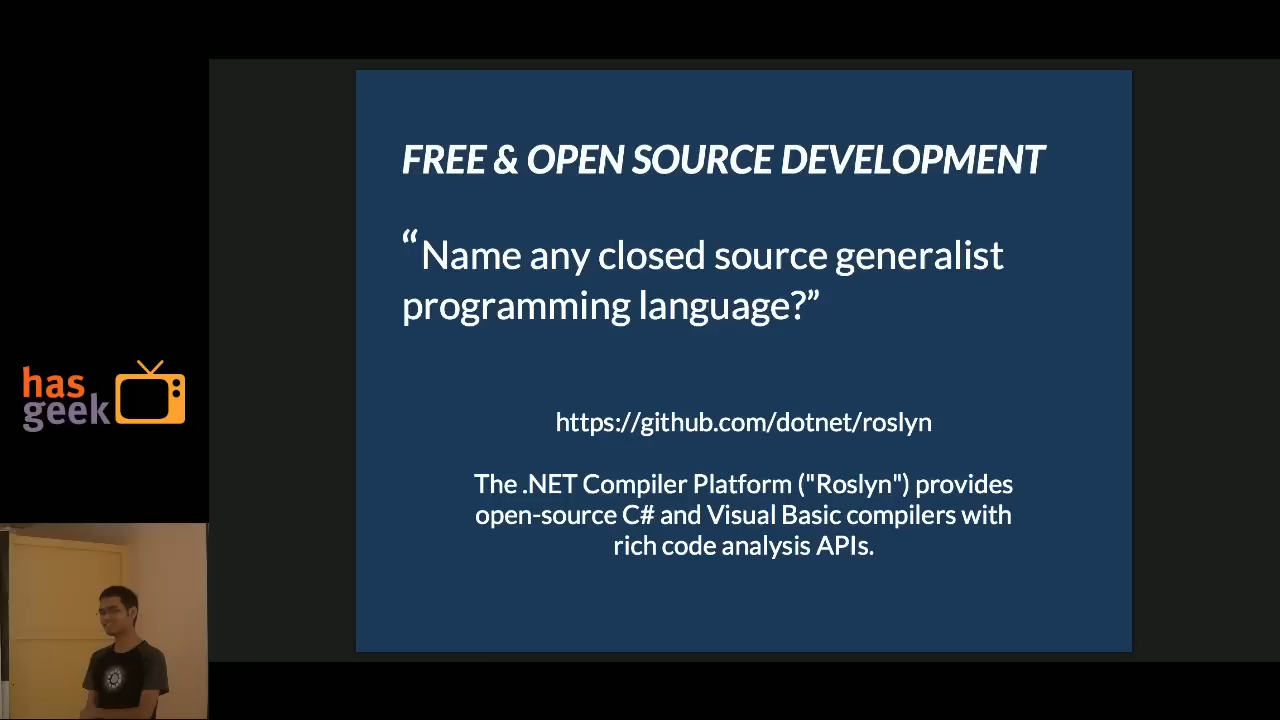 FREE & OPEN SOURCE DEVELOPMENT
“Name any closed source generalist
programming language?”
https://github.com/dotnet/roslyn
The .NET Compiler Platform ("Roslyn") provides
open-source C# and Visual Basic compilers with
rich code analysis APIs.
has
geek